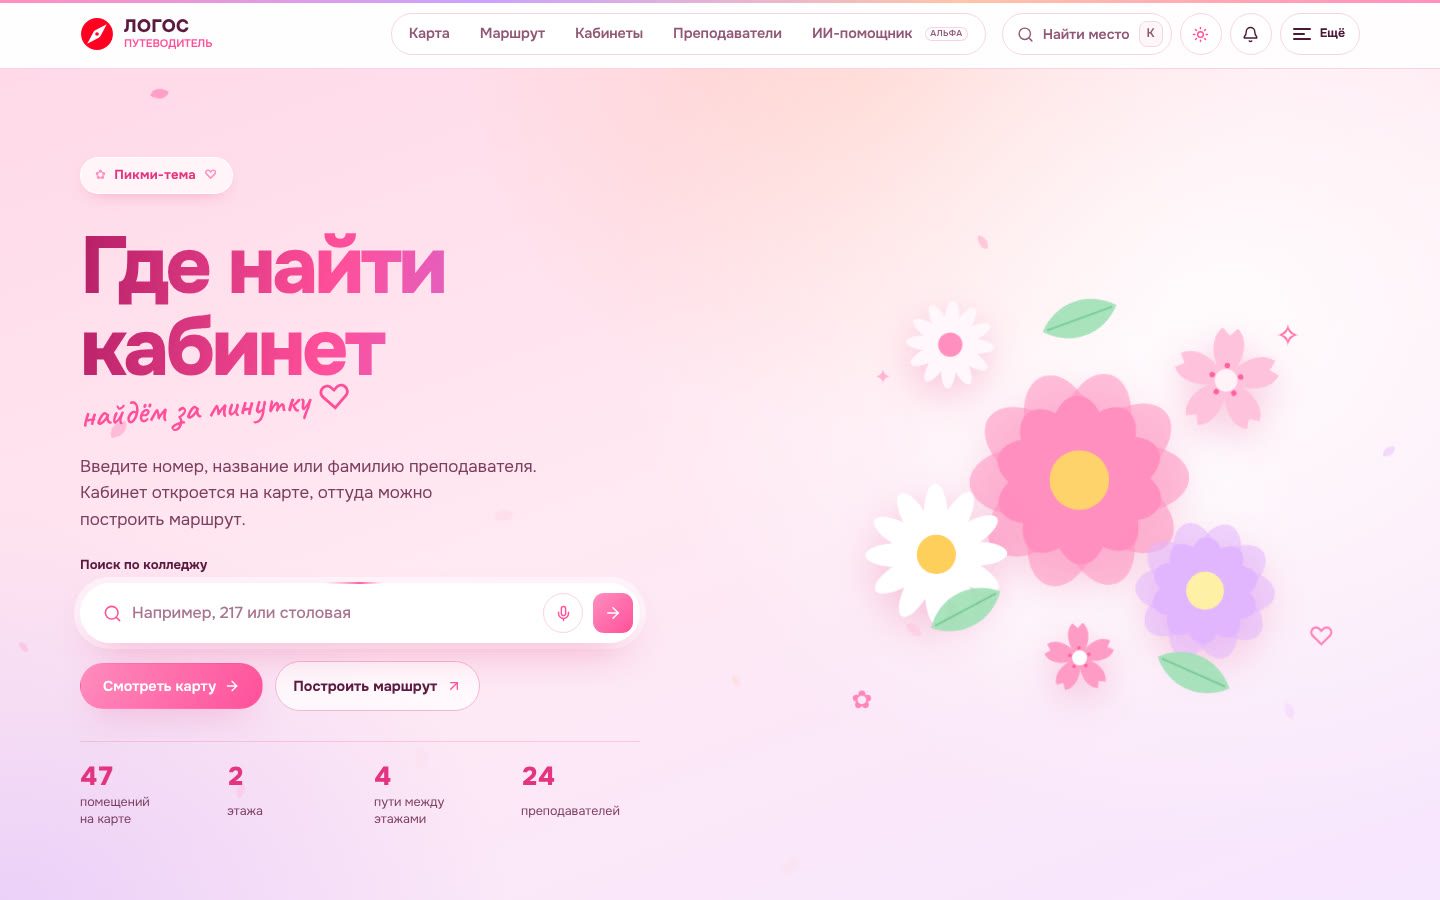 ЛОГОС
ПУТЕВОДИТЕЛЬ
Карта
Маршрут
Кабинеты
Преподаватели
ИИ-помощник АЛЬФА
Найти место K
Ещё
Пикми-тема
Где найти
кабинет
найдём за минутку
Введите номер, название или фамилию преподавателя.
Кабинет откроется на карте, оттуда можно
построить маршрут.
Поиск по колледжу
Например, 217 или столовая
Смотреть карту
Построить маршрут
47
помещений
на карте
2
этажа
4
пути между
этажами
24
преподавателей